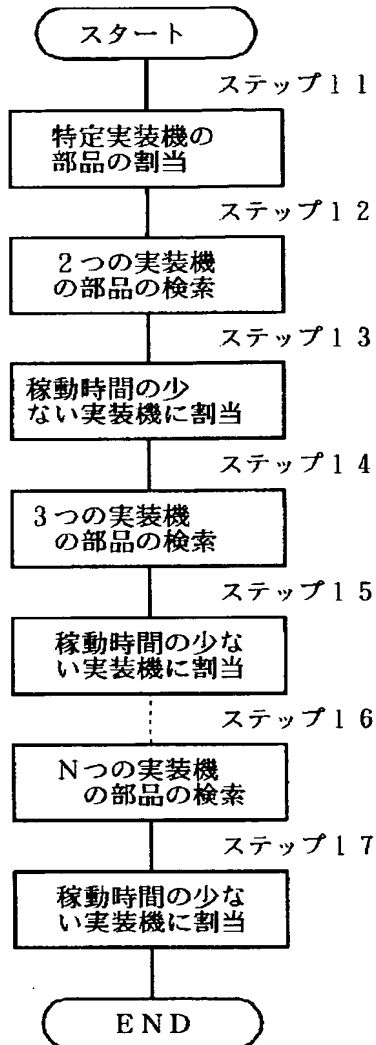 スタート
ステップ11
特定実装機の
部品の割当
ステップ12
2つの実装機
の部品の検索
ステップ13
稼動時間の少
ない実装機に割当
ステップ14
3つの実装機
の部品の検索
ステップ15
稼動時間の少な
い実装機に割当
ステップ16
Nつの実装機
の部品の検索
ステップ17
稼動時間の少な
い実装機に割当
END